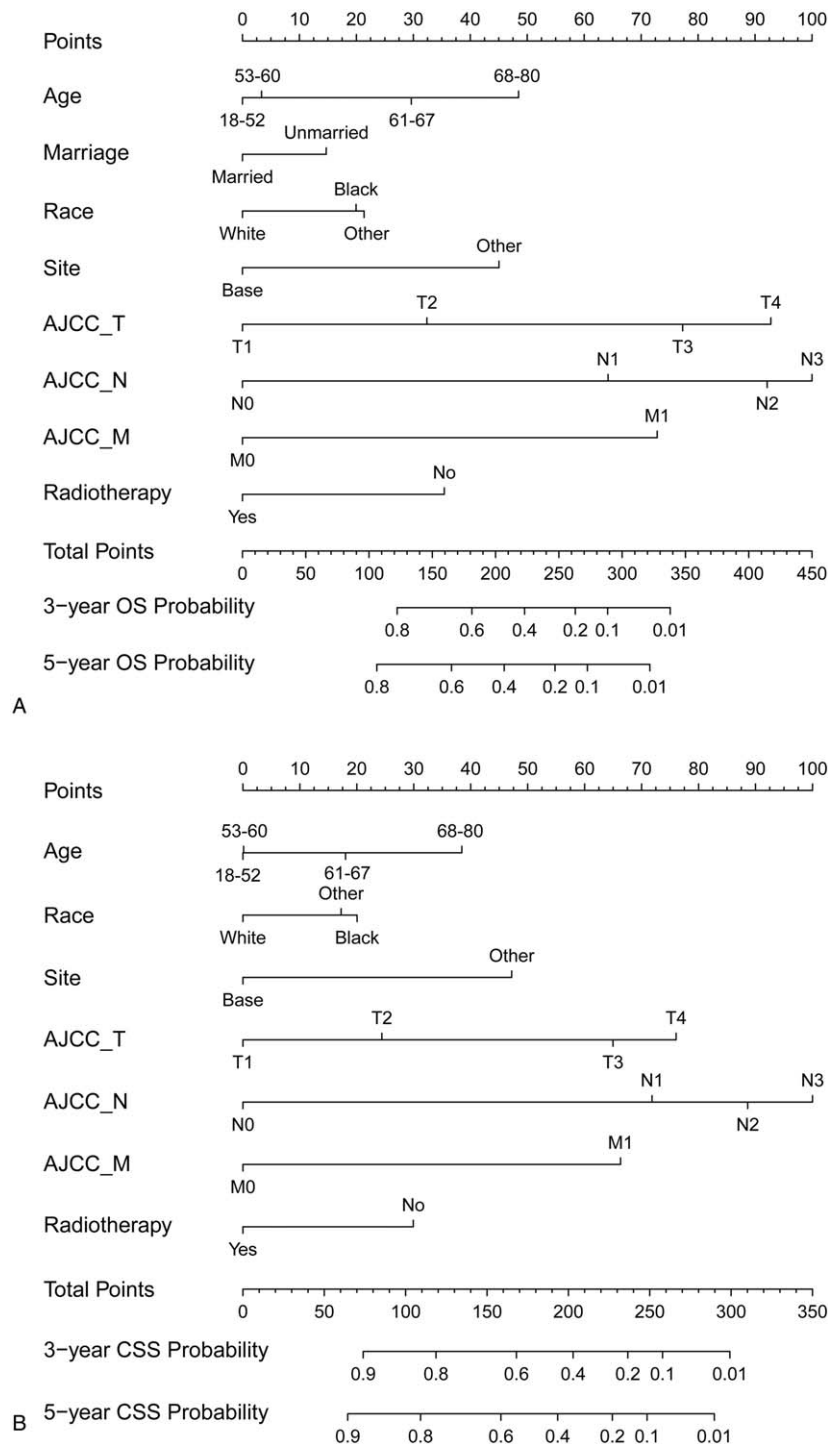 Points 0 10 20 30 40 50 60 70 80 90 100
53-60 68-80
Age
18-52 61-67
Unmarried
Marriage
Married
Black
Race
White Other
Other
Site
Base
T2 T4
AJCC_T
T1 T3
N1 N3
AJCC_N
N0 N2
M1
AJCC_M
M0
No
Radiotherapy
Yes
Total Points
0 50 100 150 200 250 300 350 400 450
3−year OS Probability
0.8 0.6 0.4 0.2 0.1 0.01
5−year OS Probability
0.8 0.6 0.4 0.2 0.1 0.01
A
0 10 20 30 40 50 60 70 80 90 100
Points
53-60 68-80
Age
18-52 61-67
Other
Race
White Black
Other
Site
Base
T2 T4
AJCC_T
T1 T3
N1 N3
AJCC_N
N0 N2
M1
AJCC_M
M0
No
Radiotherapy
Yes
Total Points
0 50 100 150 200 250 300 350
3−year CSS Probability
0.9 0.8 0.6 0.4 0.2 0.1 0.01
5−year CSS Probability
0.9 0.8 0.6 0.4 0.2 0.1 0.01
B